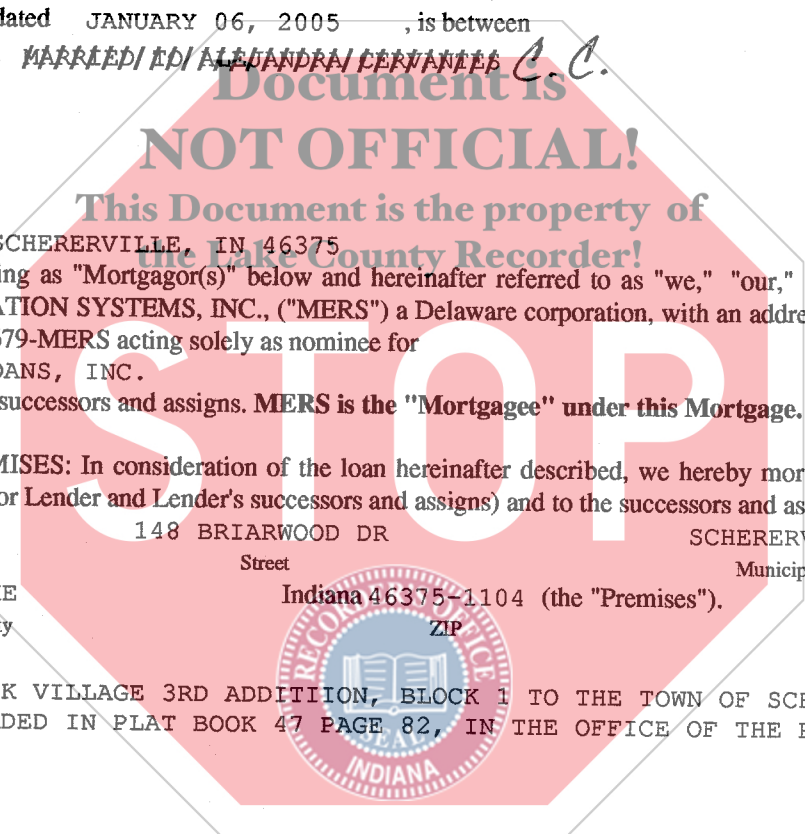 dated JANUARY 06, 2005 , is between
MARRIED/ TO/ ALEJANDRA/ CERVANTES C. C.
Document is
NOT OFFICIAL!
This Document is the property of
the Lake County Recorder!
SCHERERVILLE, IN 46375
ing as "Mortgagor(s)" below and hereinafter referred to as "we," "our,"
ATION SYSTEMS, INC., ("MERS") a Delaware corporation, with an addre
679-MERS acting solely as nominee for
OANS, INC.
successors and assigns. MERS is the "Mortgagee" under this Mortgage.
MISES: In consideration of the loan hereinafter described, we hereby mor
or Lender and Lender's successors and assigns) and to the successors and as
STOP
148 BRIARWOOD DR SCHERERV
Street Municip
E Indiana 46375-1104 (the "Premises").
y ZIP
K VILLAGE 3RD ADDITIION, BLOCK 1 TO THE TOWN OF SCH
DED IN PLAT BOOK 47 PAGE 82, IN THE OFFICE OF THE R
RECORDER OFFICE
SEAL
INDIANA